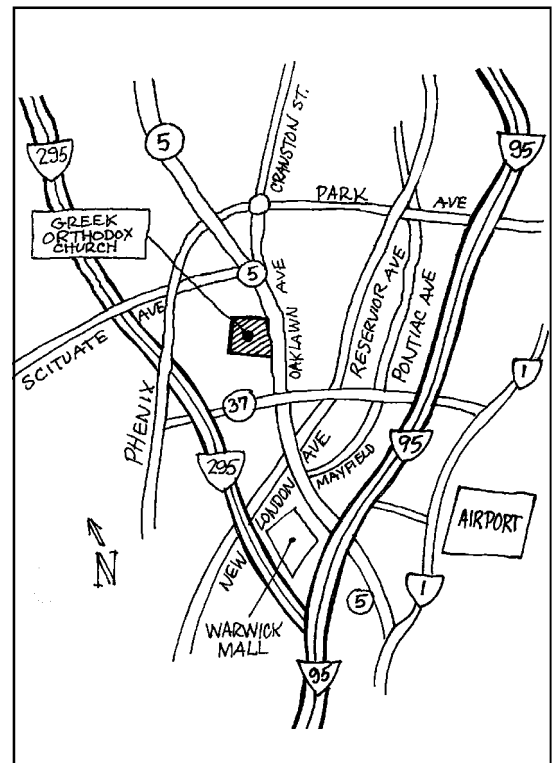 295
5
CRANSTON ST.
95
PARK AVE
GREEK
ORTHODOX
CHURCH
5
AVE
OAKLAWN
SCITUATE AVE
RESERVOIR AVE
PONTIAC AVE
PHENIX
37
1
295
95
NEW LONDON AVE
MAYFIELD
AIRPORT
N
WARWICK
MALL
5
1
95